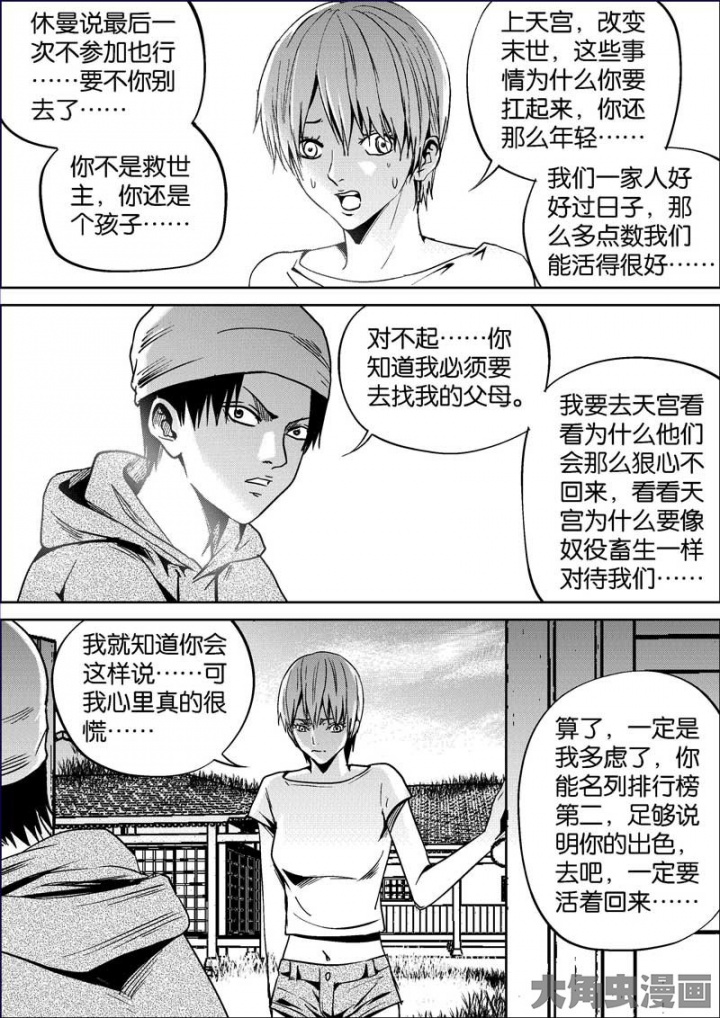 休曼说最后一
次不参加也行
……要不你别
去了……
你不是救世
主，你还是
个孩子……
上天宫，改变
末世，这些事
情为什么你要
扛起来，你还
那么年轻……
我们一家人好
好过日子，那
么多点数我们
能活得很好……
对不起……你
知道我必须要
去找我的父母。
我要去天宫看
看为什么他们
会那么狠心不
回来，看看天
宫为什么要像
奴役畜生一样
对待我们……
我就知道你会
这样说……可
我心里真的很
慌……
算了，一定是
我多虑了，你
能名列排行榜
第二，足够说
明你的出色，
去吧，一定要
活着回来……
大角虫漫画